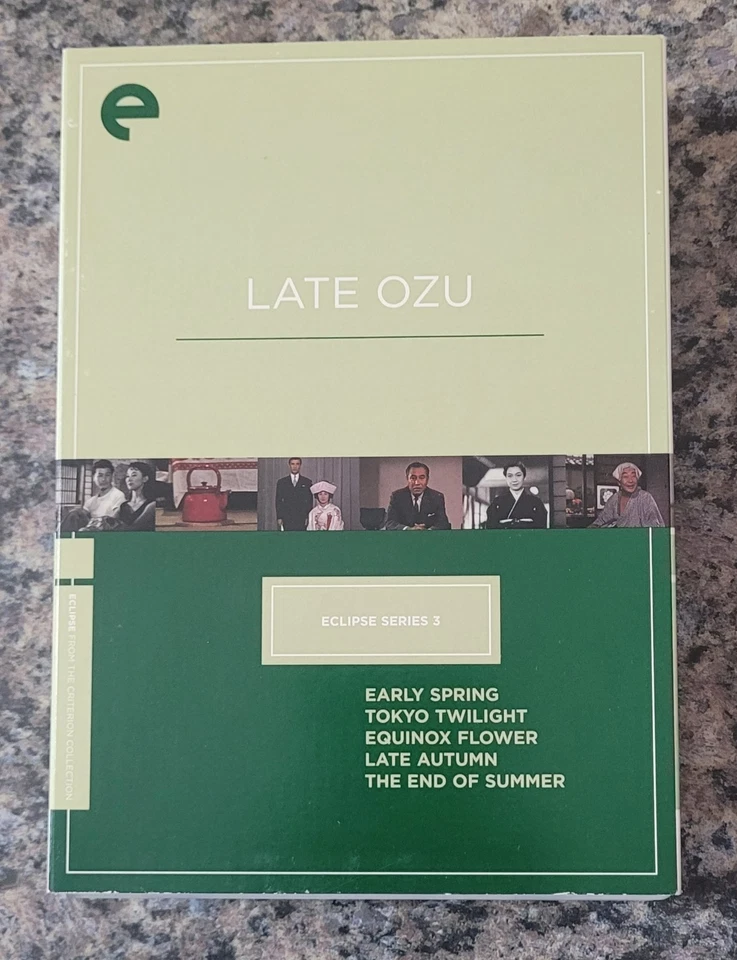 e
LATE OZU
ECLIPSE SERIES 3
EARLY SPRING
TOKYO TWILIGHT
EQUINOX FLOWER
LATE AUTUMN
THE END OF SUMMER
ECLIPSE FROM THE CRITERION COLLECTION